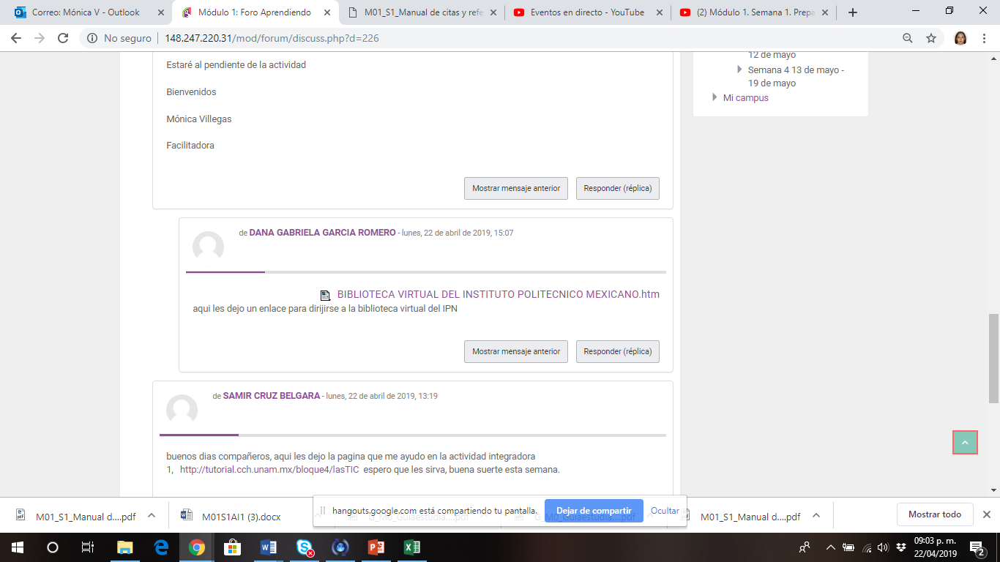 Correo: Mónica V - Outlook
Módulo 1: Foro Aprendiendo
M01_S1_Manual de citas y refe
Eventos en directo - YouTube
(2) Módulo 1. Semana 1. Prepa
No seguro
148.247.220.31/mod/forum/discuss.php?d=226
12 de mayo
Semana 4 13 de mayo -
19 de mayo
Mi campus
Estaré al pendiente de la actividad
Bienvenidos
Mónica Villegas
Facilitadora
Mostrar mensaje anterior
Responder (réplica)
de DANA GABRIELA GARCIA ROMERO - lunes, 22 de abril de 2019, 15:07
BIBLIOTECA VIRTUAL DEL INSTITUTO POLITECNICO MEXICANO.htm
aqui les dejo un enlace para dirijirse a la biblioteca virtual del IPN
Mostrar mensaje anterior
Responder (réplica)
de SAMIR CRUZ BELGARA - lunes, 22 de abril de 2019, 13:19
buenos dias compañeros, aqui les dejo la pagina que me ayudo en la actividad integradora
1, http://tutorial.cch.unam.mx/bloque4/lasTIC espero que les sirva, buena suerte esta semana.
hangouts.google.com está compartiendo tu pantalla.
Dejar de compartir
Ocultar
M01_S1_Manual d....pdf
M01S1AI1 (3).docx
M01_S1_Manual d....pdf
Mostrar todo
09:03 p. m.
22/04/2019
2